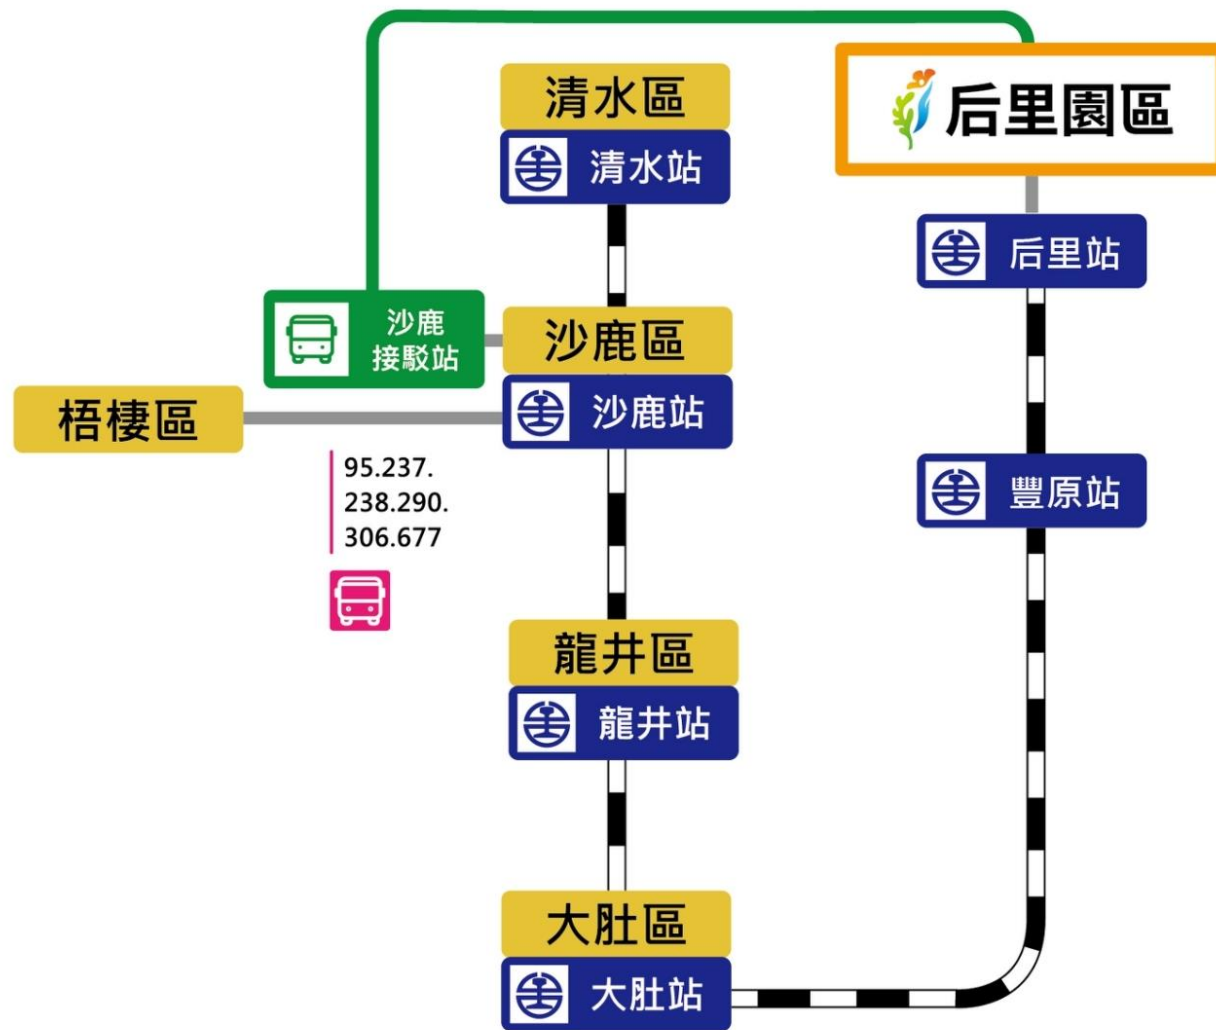 清水區
清水站
后里園區
后里站
沙鹿
接駁站
沙鹿區
沙鹿站
梧棲區
95.237.
238.290.
306.677
豐原站
龍井區
龍井站
大肚區
大肚站